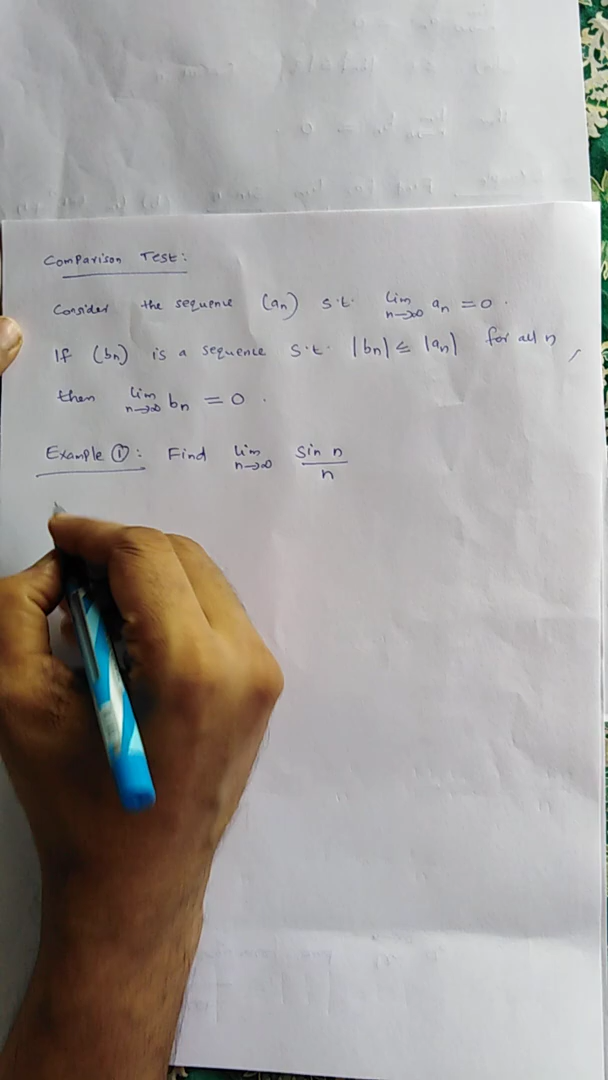 Comparison Test:
Consider the sequence (aₙ) s.t. lim n→∞ aₙ = 0.
If (bₙ) is a sequence s.t. |bₙ| ≤ |aₙ| for all n,
then lim n→∞ bₙ = 0.
Example ①: Find lim n→∞ sin n / n